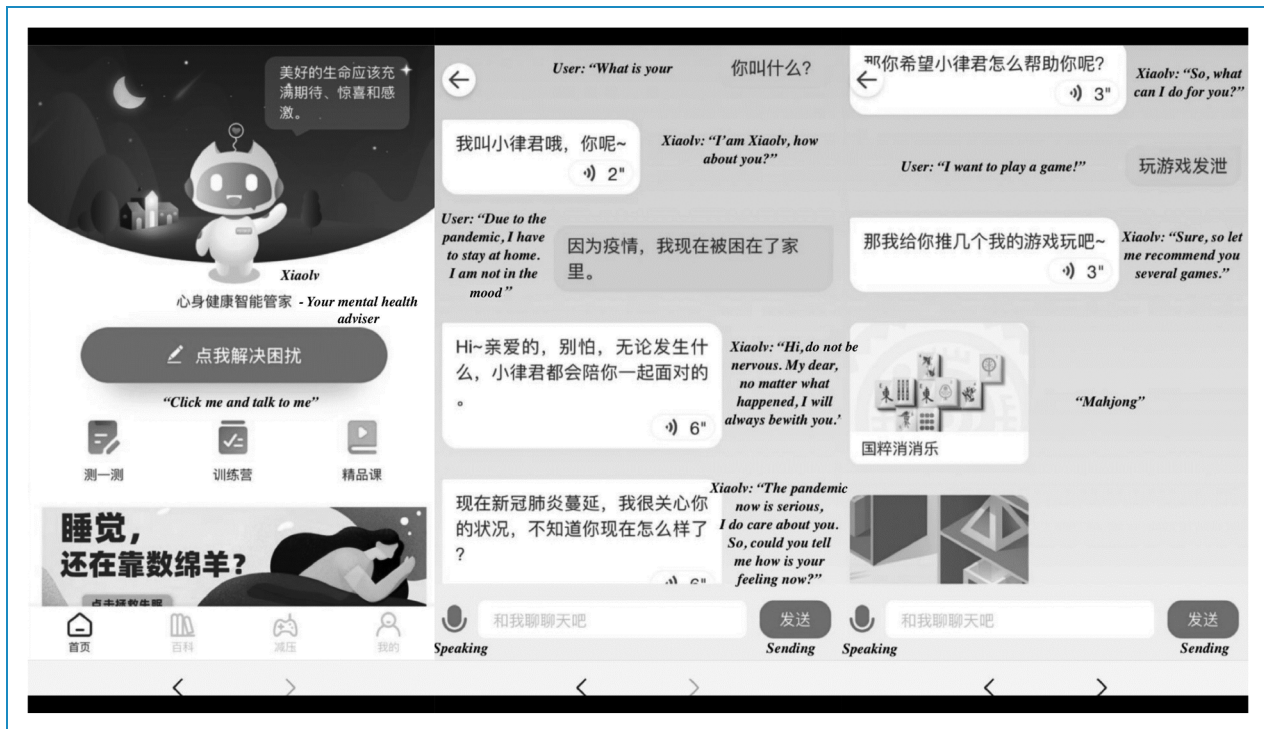 美好的生命应该充
满期待、惊喜和感
激。
Xiaolv
心身健康智能管家 - Your mental health
adviser
点我解决困扰
“Click me and talk to me”
测一测
训练营
精品课
睡觉，
还在靠数绵羊？
点击拯救失眠
首页
百科
减压
我的
User: “What is your
你叫什么？
我叫小律君哦，你呢~
2"
Xiaolv: “I’am Xiaolv, how
about you?”
User: “Due to the
pandemic, I have
to stay at home.
I am not in the
mood”
因为疫情，我现在被困在了家
里。
Hi~亲爱的，别怕，无论发生什
么，小律君都会陪你一起面对的
。
6"
Xiaolv: “Hi, do not be
nervous. My dear,
no matter what
happened, I will
always bewith you.’
现在新冠肺炎蔓延，我很关心你
的状况，不知道你现在怎么样了
？
6"
Xiaolv: “The pandemic
now is serious,
I do care about you.
So, could you tell
me how is your
feeling now?”
和我聊聊天吧
发送
Speaking
Sending
那你希望小律君怎么帮助你呢？
3"
Xiaolv: “So, what
can I do for you?”
User: “I want to play a game!”
玩游戏发泄
那我给你推几个我的游戏玩吧~
3"
Xiaolv: “Sure, so let
me recommend you
several games.”
“Mahjong”
国粹消消乐
和我聊聊天吧
发送
Speaking
Sending